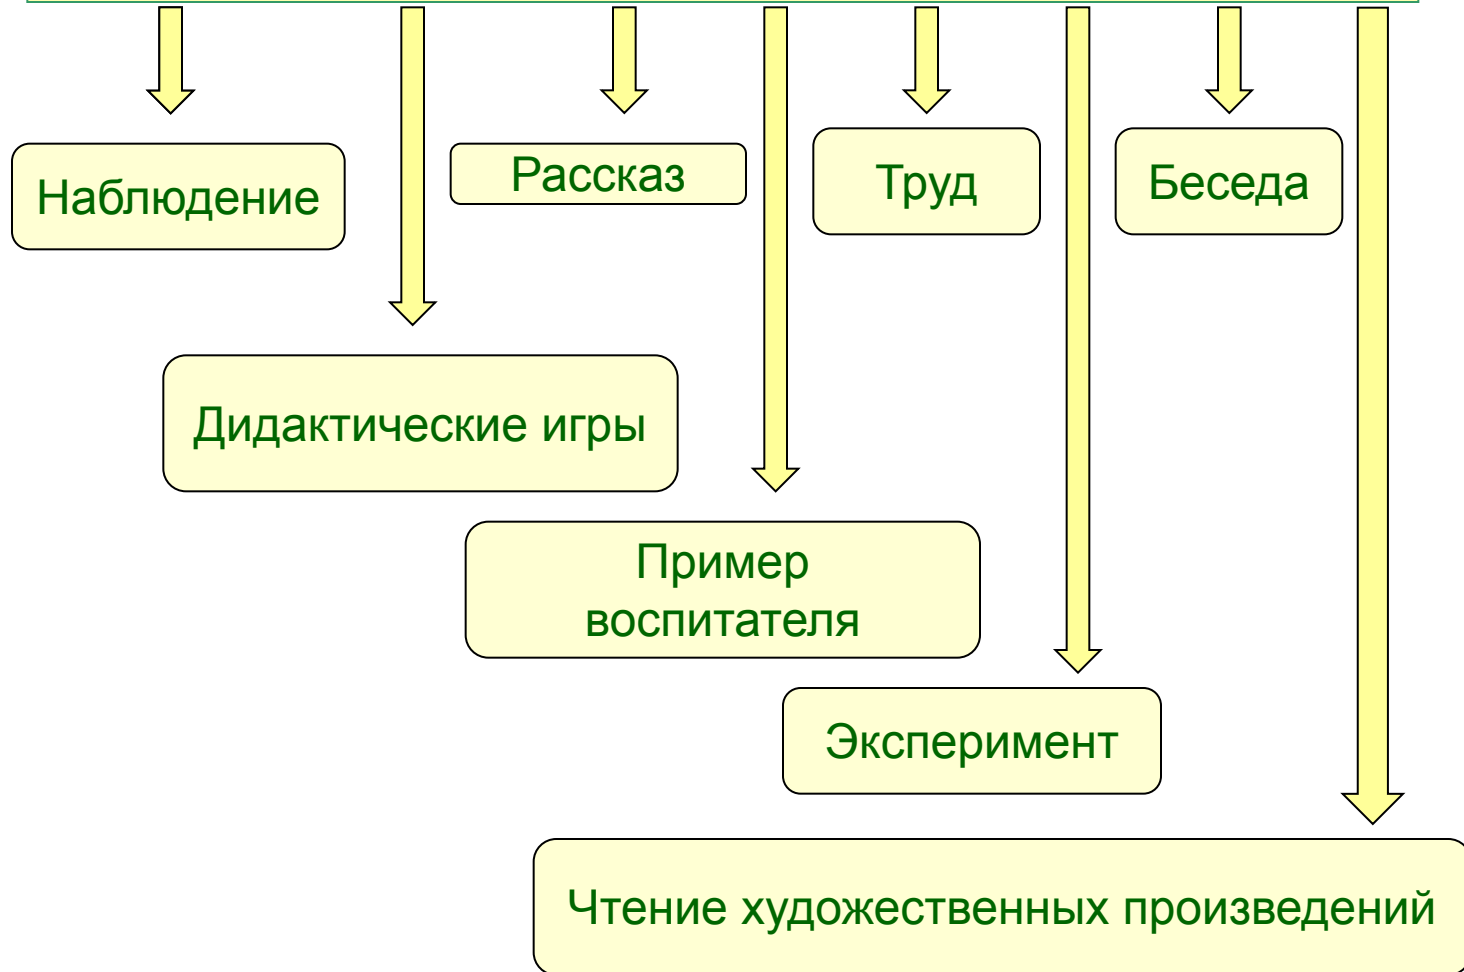 Наблюдение
Рассказ
Труд
Беседа
Дидактические игры
Пример
воспитателя
Эксперимент
Чтение художественных произведений